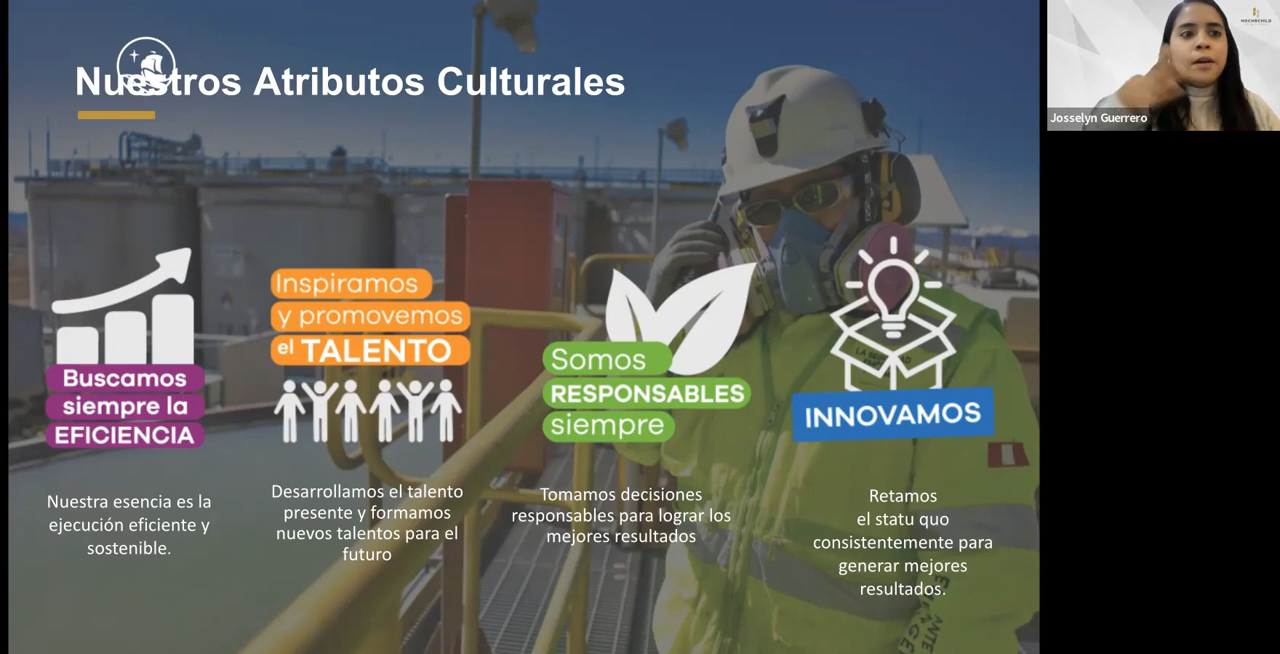 Nuestros Atributos Culturales
Buscamos
siempre la
EFICIENCIA
Nuestra esencia es la
ejecución eficiente y
sostenible.
Inspiramos
y promovemos
el TALENTO
Desarrollamos el talento
presente y formamos
nuevos talentos para el
futuro
Somos
RESPONSABLES
siempre
Tomamos decisiones
responsables para lograr los
mejores resultados
INNOVAMOS
Retamos
el statu quo
consistentemente para
generar mejores
resultados.
HOCHSCHILD
Josselyn Guerrero